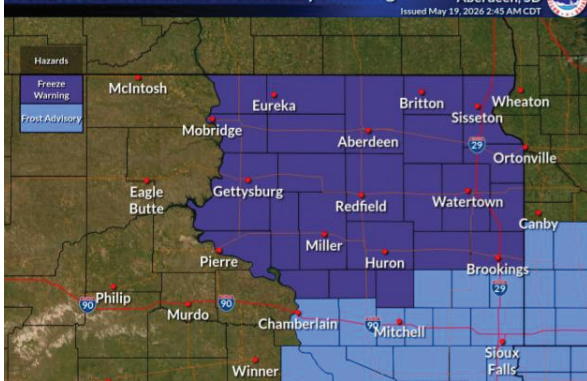 Aberdeen, SD
Issued May 19, 2026 2:45 AM CDT
Hazards
Freeze
Warning
Frost Advisory
McIntosh
Eureka
Britton
Wheaton
Sisseton
Mobridge
Aberdeen
29
Ortonville
Eagle
Butte
Gettysburg
Redfield
Watertown
Canby
Miller
Pierre
Huron
Brookings
29
Philip
90
Murdo
90
Chamberlain
90
Mitchell
Sioux
Falls
Winner